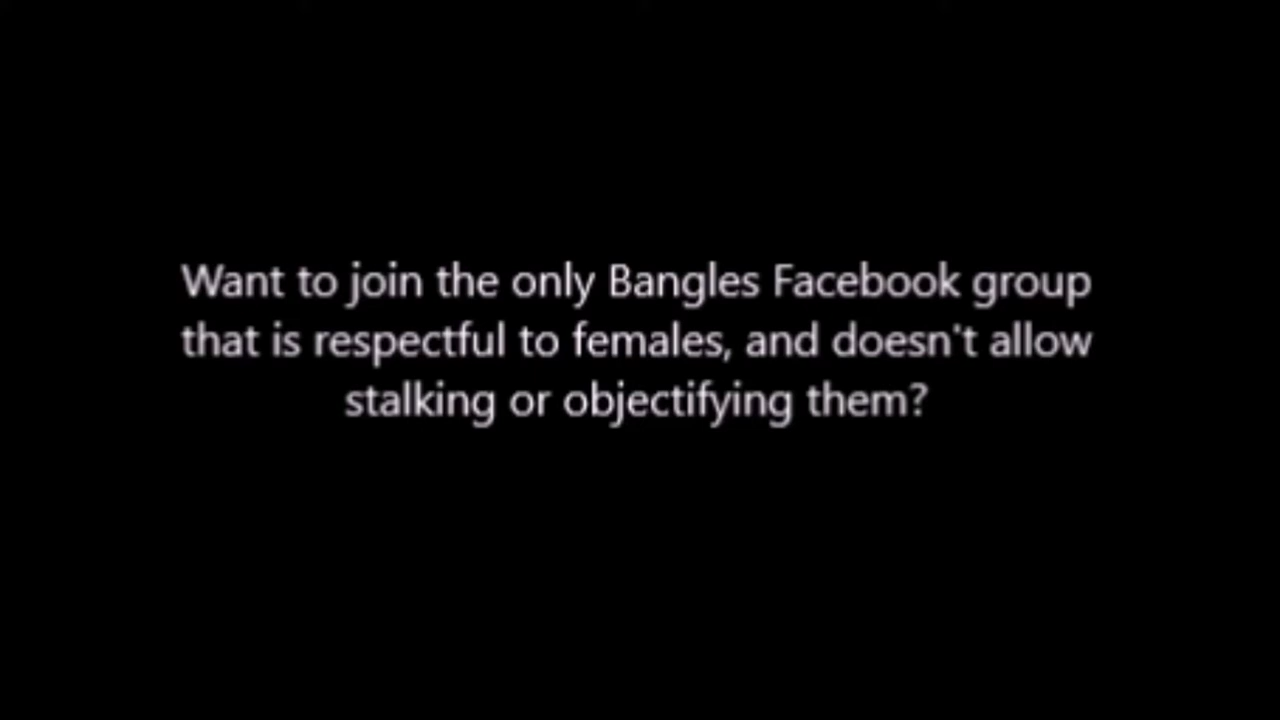 Want to join the only Bangles Facebook group
that is respectful to females, and doesn't allow
stalking or objectifying them?